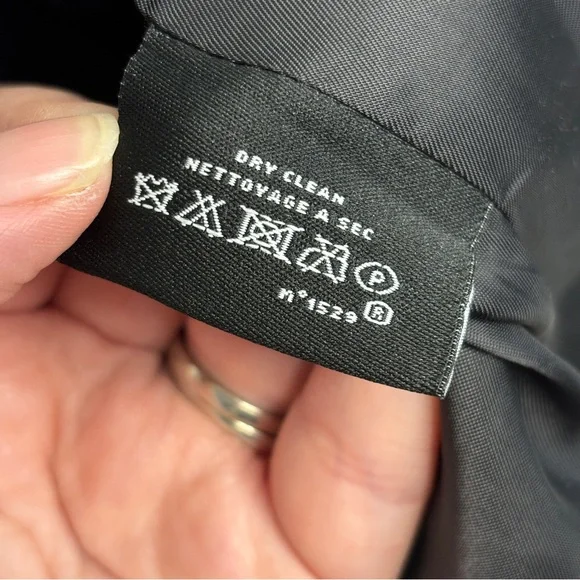 DRY CLEAN
NETTOYAGE A SEC
P
n°1529 R